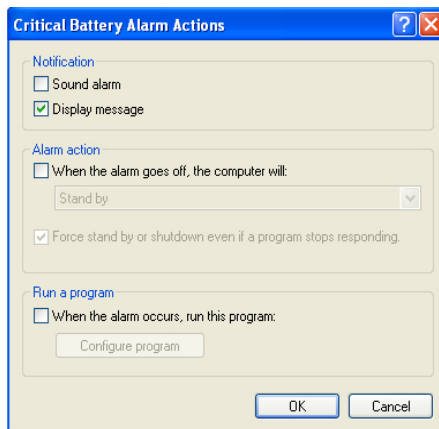 Critical Battery Alarm Actions
Notification
Sound alarm
Display message
Alarm action
When the alarm goes off, the computer will:
Stand by
Force stand by or shutdown even if a program stops responding.
Run a program
When the alarm occurs, run this program:
Configure program
OK Cancel